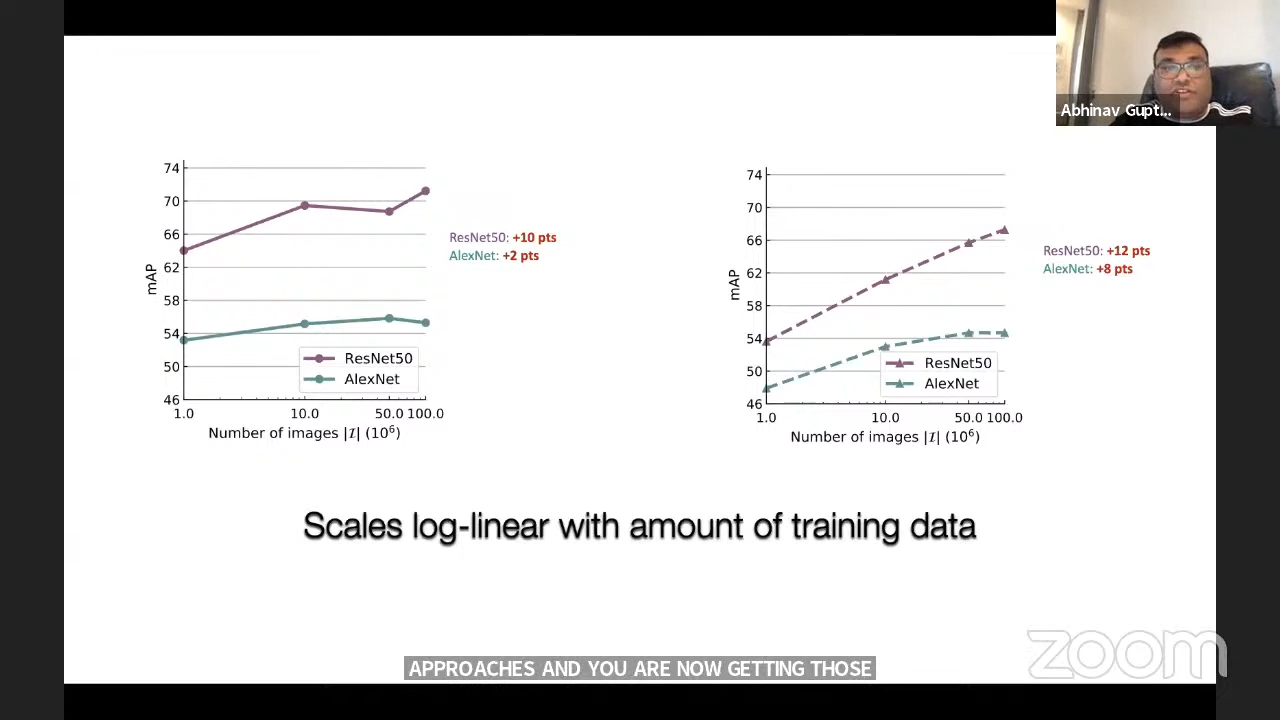 Abhinav Gupt...
74
70
66
62
58
54
50
46
mAP
1.0
10.0
50.0
100.0
Number of images |I| (10⁶)
ResNet50
AlexNet
ResNet50: +10 pts
AlexNet: +2 pts
74
70
66
62
58
54
50
46
mAP
1.0
10.0
50.0
100.0
Number of images |I| (10⁶)
ResNet50
AlexNet
ResNet50: +12 pts
AlexNet: +8 pts
Scales log-linear with amount of training data
APPROACHES AND YOU ARE NOW GETTING THOSE
zoom